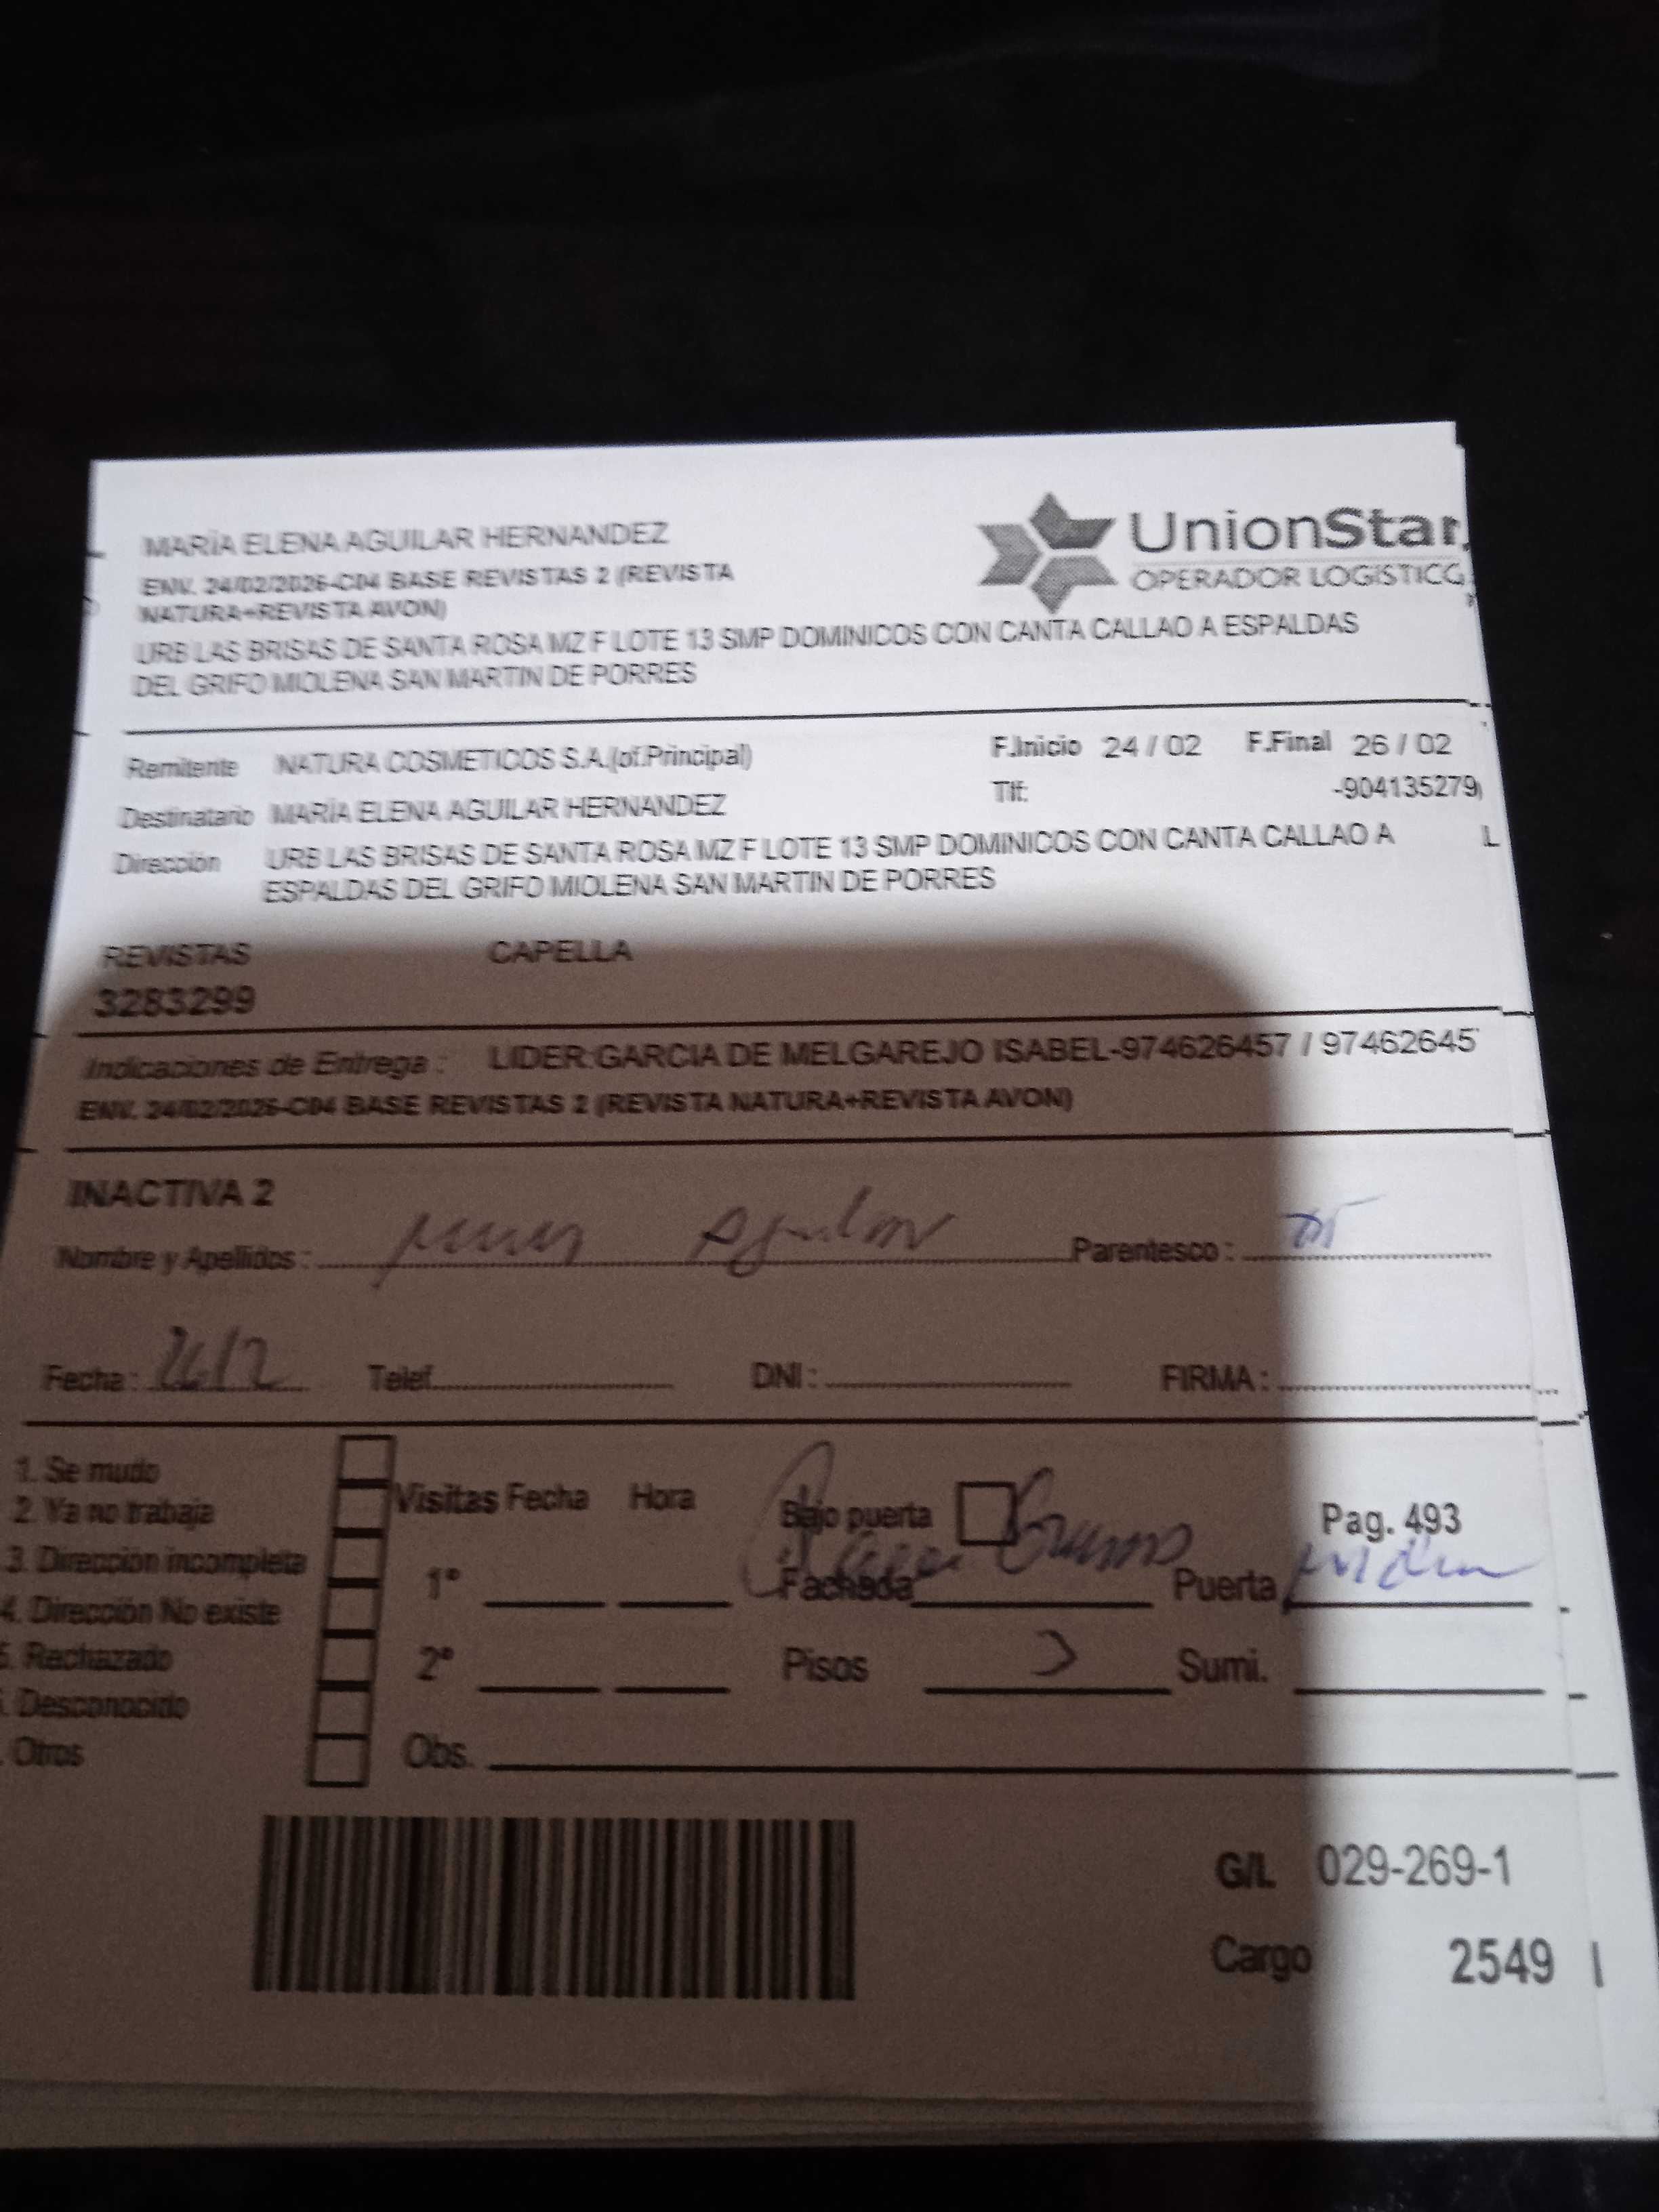 MARÍA ELENA AGUILAR HERNANDEZ
UnionStar
OPERADOR LOGÍSTICO
ENV. 24/02/2026-C04 BASE REVISTAS 2 (REVISTA
NATURA+REVISTA AVON)
URB LAS BRISAS DE SANTA ROSA MZ F LOTE 13 SMP DOMINICOS CON CANTA CALLAO A ESPALDAS
DEL GRIFO MIOLENA SAN MARTIN DE PORRES
Remitente NATURA COSMETICOS S.A.(of.Principal) F.Inicio 24 / 02 F.Final 26 / 02
Destinatario MARÍA ELENA AGUILAR HERNANDEZ Tlf: -904135279
Dirección URB LAS BRISAS DE SANTA ROSA MZ F LOTE 13 SMP DOMINICOS CON CANTA CALLAO A L
ESPALDAS DEL GRIFO MIOLENA SAN MARTIN DE PORRES
REVISTAS CAPELLA
3283299
Indicaciones de Entrega : LIDER:GARCIA DE MELGAREJO ISABEL-974626457 / 97462645
ENV. 24/02/2026-C04 BASE REVISTAS 2 (REVISTA NATURA+REVISTA AVON)
INACTIVA 2
Nombre y Apellidos : Aguilar Parentesco :
Fecha : 26/2 Telef. DNI : FIRMA :
1. Se mudo
2. Ya no trabaja
3. Dirección incompleta
4. Dirección No existe
5. Rechazado
. Desconocido
. Otros
Visitas Fecha Hora Bajo puerta Pag. 493
1° Fachada Puerta
2° Pisos 3 Sumi.
Obs.
G/L 029-269-1
Cargo 2549